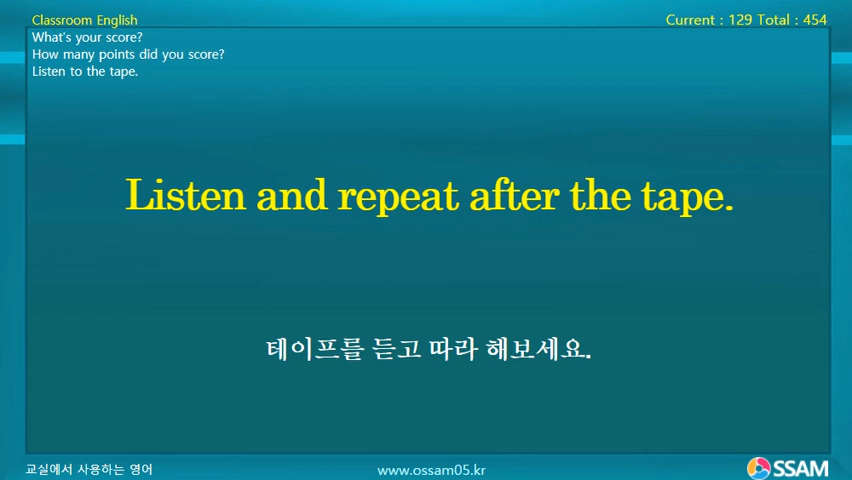 Classroom English
Current : 129 Total : 454
What's your score?
How many points did you score?
Listen to the tape.
Listen and repeat after the tape.
테이프를 듣고 따라 해보세요.
교실에서 사용하는 영어
www.ossam05.kr
OSSAM